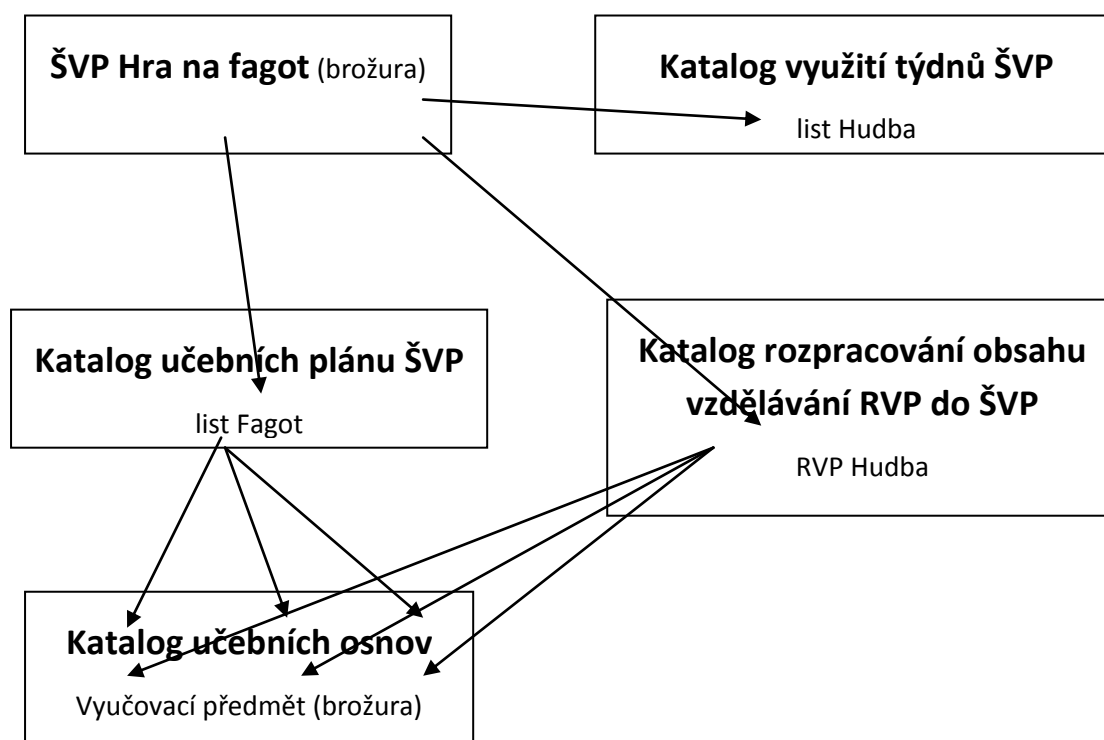 ŠVP Hra na fagot (brožura)
Katalog využití týdnů ŠVP
list Hudba
Katalog učebních plánu ŠVP
list Fagot
Katalog rozpracování obsahu
vzdělávání RVP do ŠVP
RVP Hudba
Katalog učebních osnov
Vyučovací předmět (brožura)